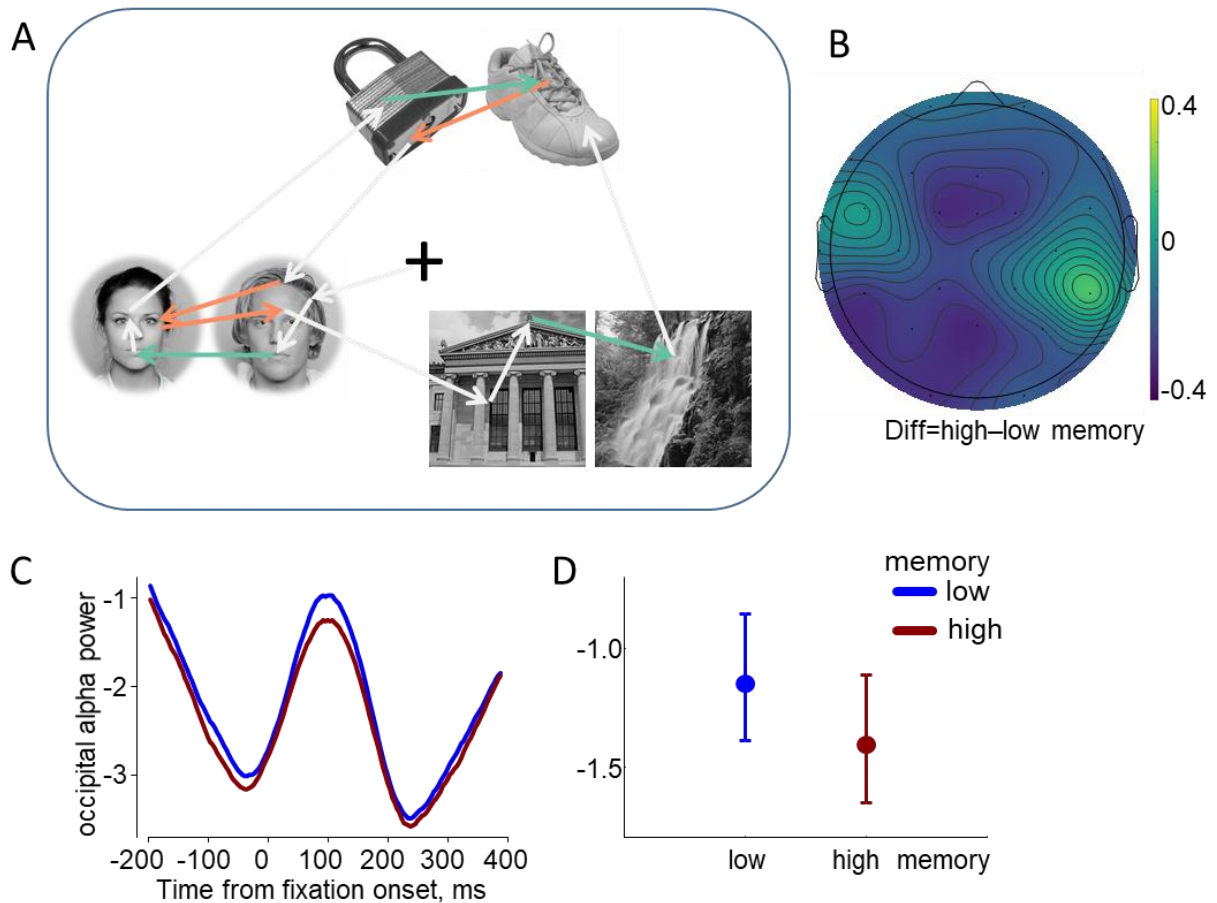 A
B
0.4
0
-0.4
Diff=high–low memory
C
occipital alpha power
-1
-2
-3
-200 -100 0 100 200 300 400
Time from fixation onset, ms
D
memory
low
high
-1.0
-1.5
low high memory